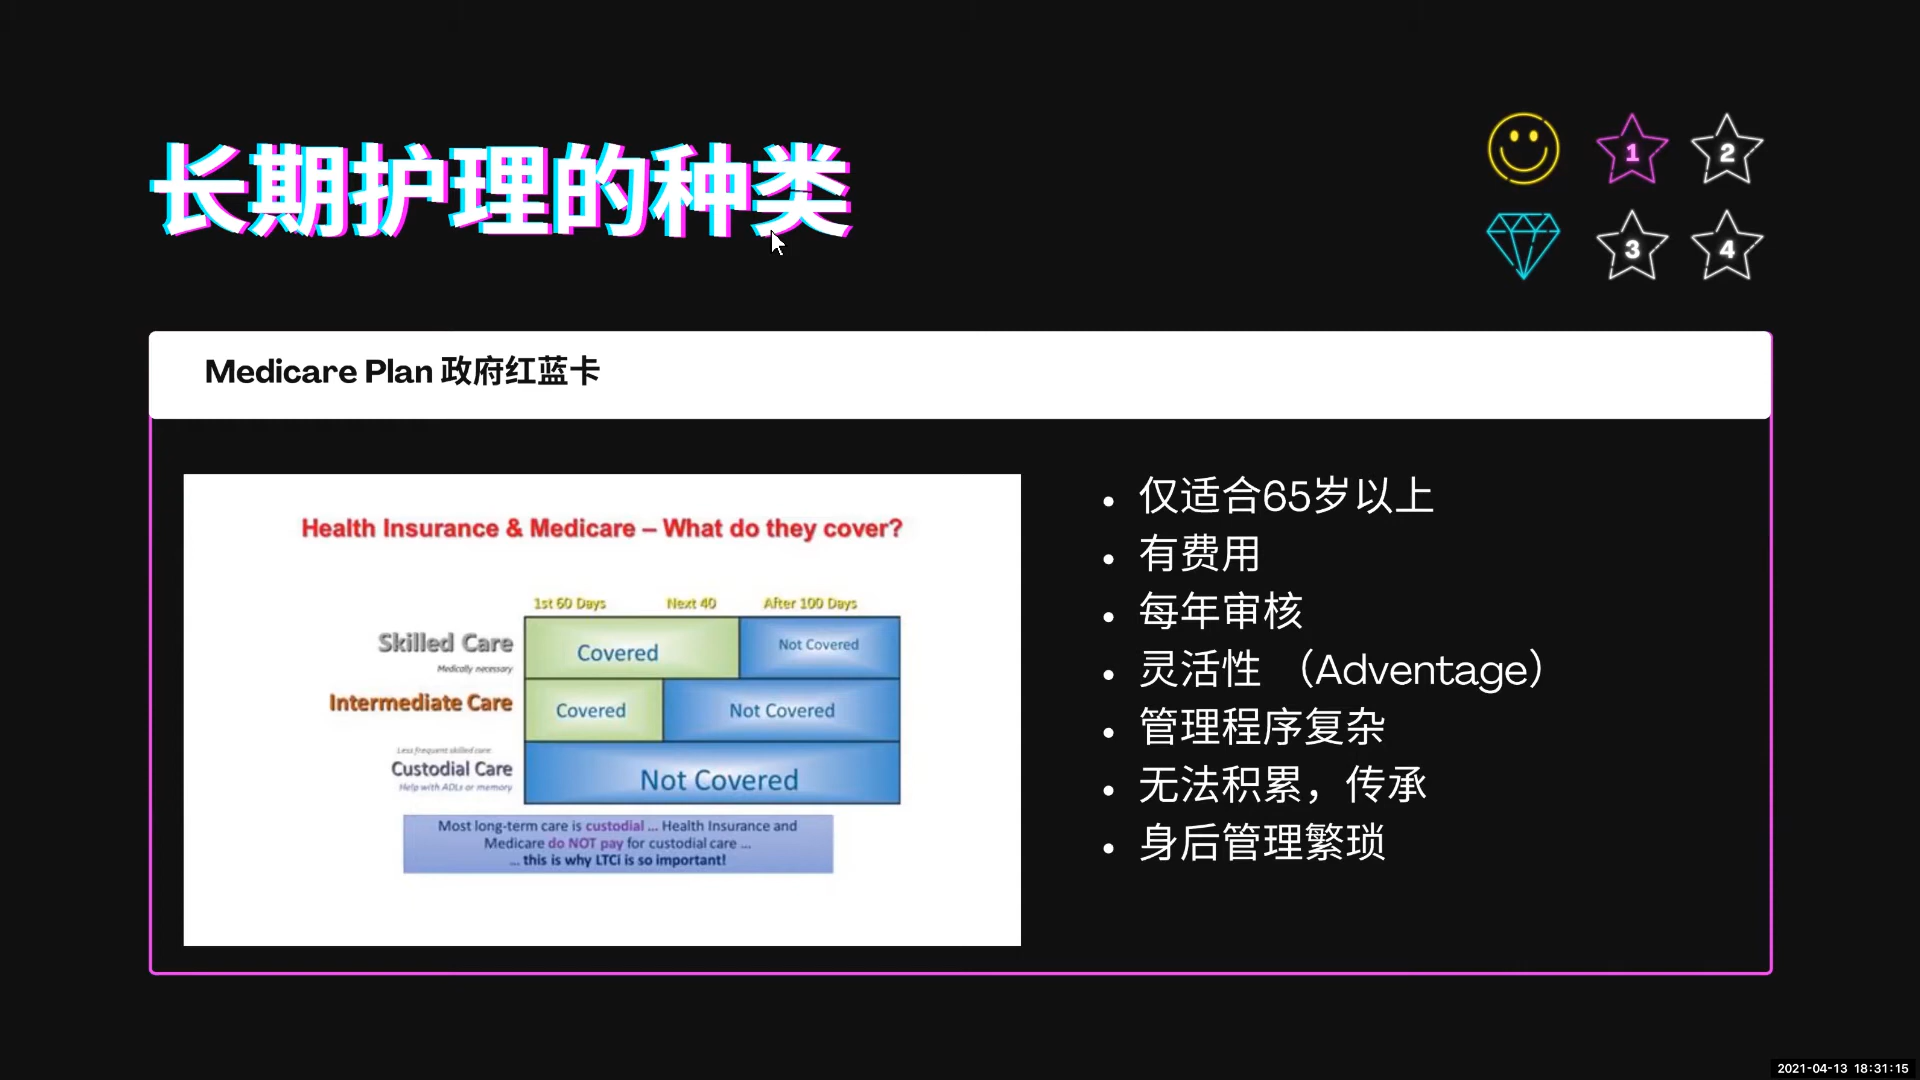 长期护理的种类
1
2
3
4
Medicare Plan 政府红蓝卡
Health Insurance & Medicare – What do they cover?
1st 60 Days Next 40 After 100 Days
Skilled Care
Medically necessary
Covered
Not Covered
Intermediate Care
Covered
Not Covered
Less frequent skilled care
Custodial Care
Help with ADLs or memory
Not Covered
Most long-term care is custodial ... Health Insurance and
Medicare do NOT pay for custodial care ...
... this is why LTCi is so important!
• 仅适合65岁以上
• 有费用
• 每年审核
• 灵活性 （Adventage）
• 管理程序复杂
• 无法积累，传承
• 身后管理繁琐
2021-04-13 18:31:15